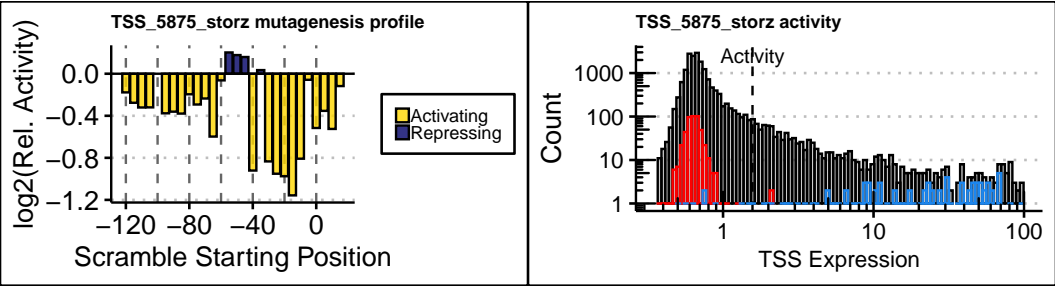 TSS_5875_storz mutagenesis profile
log2(Rel. Activity)
0.0
−0.4
−0.8
−1.2
−120
−80
−40
0
Scramble Starting Position
Activating
Repressing
TSS_5875_storz activity
Activity
Count
1000
100
10
1
1
10
100
TSS Expression